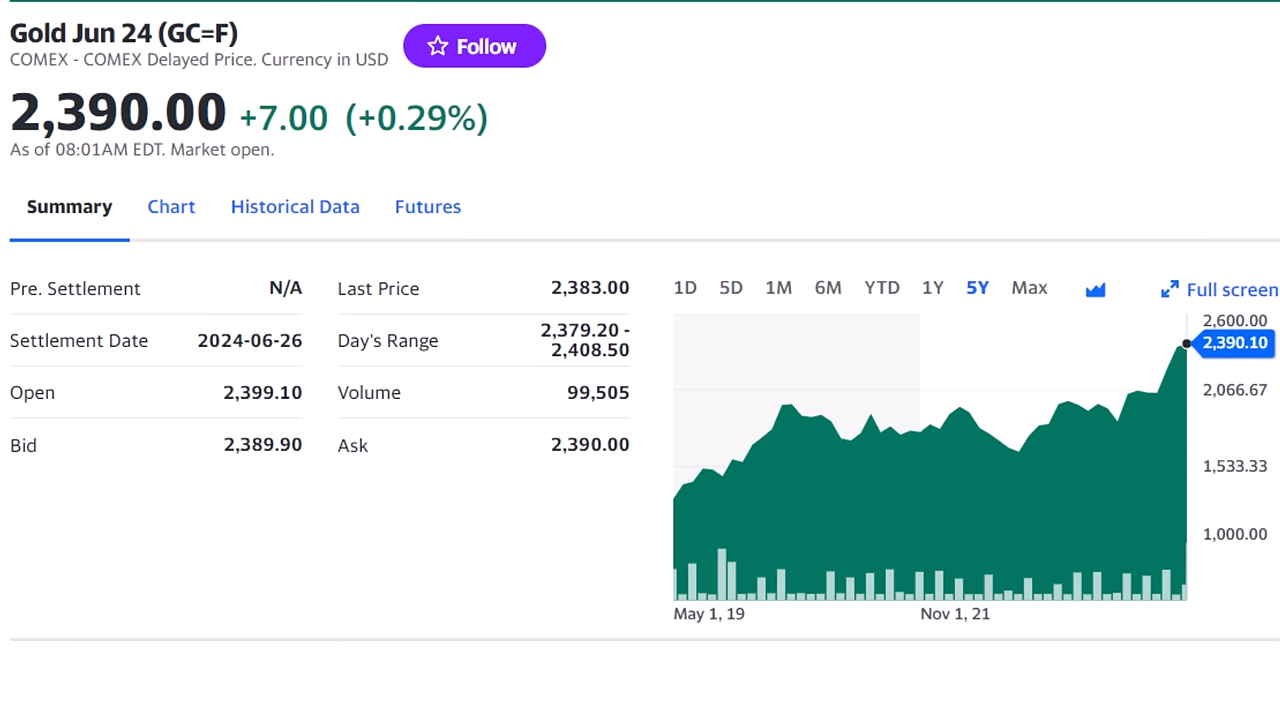 Gold Jun 24 (GC=F)
COMEX - COMEX Delayed Price. Currency in USD
Follow
2,390.00 +7.00 (+0.29%)
As of 08:01AM EDT. Market open.
Summary Chart Historical Data Futures
Pre. Settlement N/A
Settlement Date 2024-06-26
Open 2,399.10
Bid 2,389.90
Last Price 2,383.00
Day's Range 2,379.20 -
2,408.50
Volume 99,505
Ask 2,390.00
1D 5D 1M 6M YTD 1Y 5Y Max Full screen
2,600.00
2,390.10
2,066.67
1,533.33
1,000.00
May 1, 19 Nov 1, 21